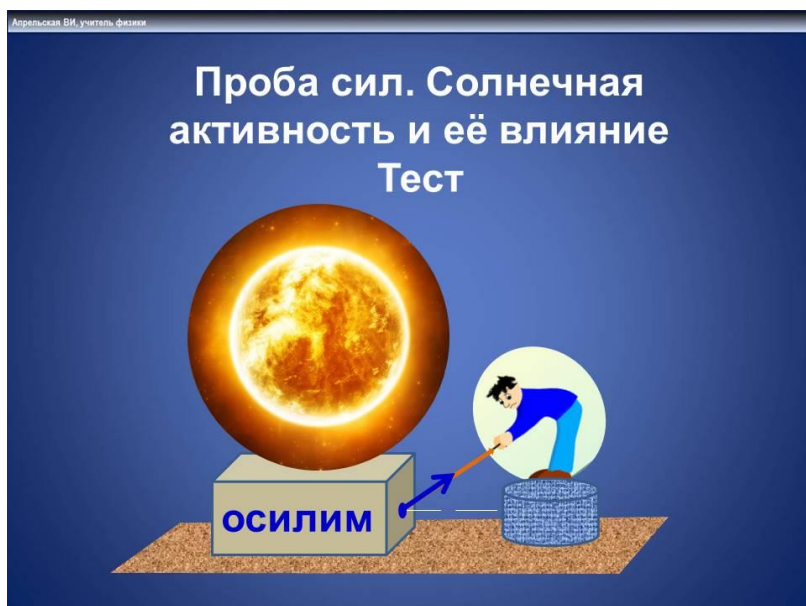 Апрельская ВИ, учитель физики
Проба сил. Солнечная
активность и её влияние
Тест
осилим